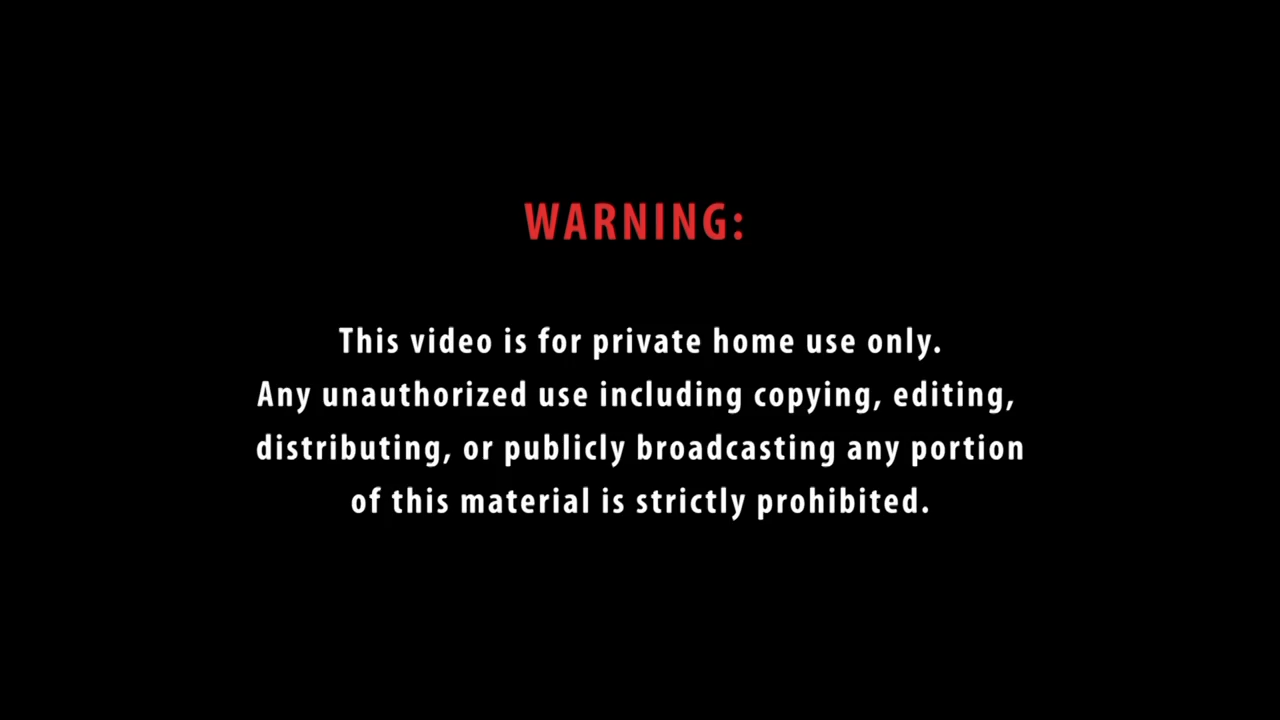 WARNING:
This video is for private home use only.
Any unauthorized use including copying, editing,
distributing, or publicly broadcasting any portion
of this material is strictly prohibited.